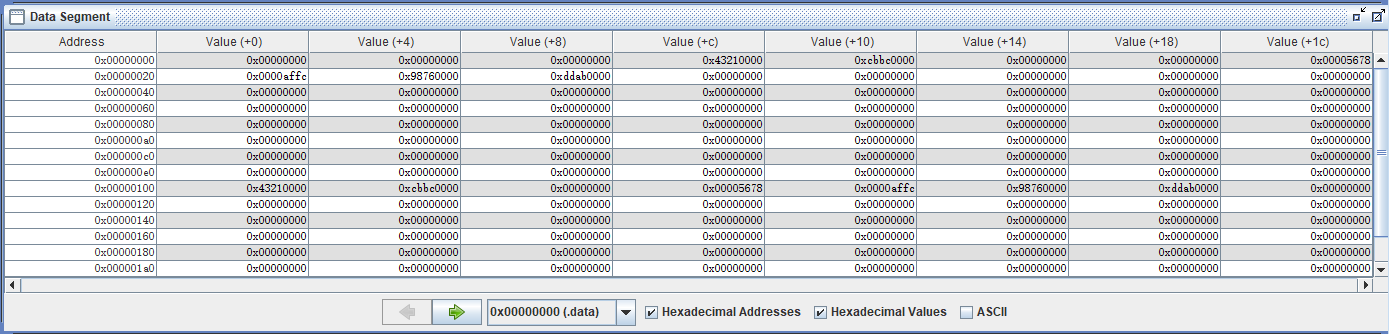 Data Segment
Address Value (+0) Value (+4) Value (+8) Value (+c) Value (+10) Value (+14) Value (+18) Value (+1c)
0x00000000 0x00000000 0x00000000 0x00000000 0x43210000 0xcbbc0000 0x00000000 0x00000000 0x00005678
0x00000020 0x0000affc 0x98760000 0xddab0000 0x00000000 0x00000000 0x00000000 0x00000000 0x00000000
0x00000040 0x00000000 0x00000000 0x00000000 0x00000000 0x00000000 0x00000000 0x00000000 0x00000000
0x00000060 0x00000000 0x00000000 0x00000000 0x00000000 0x00000000 0x00000000 0x00000000 0x00000000
0x00000080 0x00000000 0x00000000 0x00000000 0x00000000 0x00000000 0x00000000 0x00000000 0x00000000
0x000000a0 0x00000000 0x00000000 0x00000000 0x00000000 0x00000000 0x00000000 0x00000000 0x00000000
0x000000c0 0x00000000 0x00000000 0x00000000 0x00000000 0x00000000 0x00000000 0x00000000 0x00000000
0x000000e0 0x00000000 0x00000000 0x00000000 0x00000000 0x00000000 0x00000000 0x00000000 0x00000000
0x00000100 0x43210000 0xcbbc0000 0x00000000 0x00005678 0x0000affc 0x98760000 0xddab0000 0x00000000
0x00000120 0x00000000 0x00000000 0x00000000 0x00000000 0x00000000 0x00000000 0x00000000 0x00000000
0x00000140 0x00000000 0x00000000 0x00000000 0x00000000 0x00000000 0x00000000 0x00000000 0x00000000
0x00000160 0x00000000 0x00000000 0x00000000 0x00000000 0x00000000 0x00000000 0x00000000 0x00000000
0x00000180 0x00000000 0x00000000 0x00000000 0x00000000 0x00000000 0x00000000 0x00000000 0x00000000
0x000001a0 0x00000000 0x00000000 0x00000000 0x00000000 0x00000000 0x00000000 0x00000000 0x00000000
0x00000000 (.data) Hexadecimal Addresses Hexadecimal Values ASCII